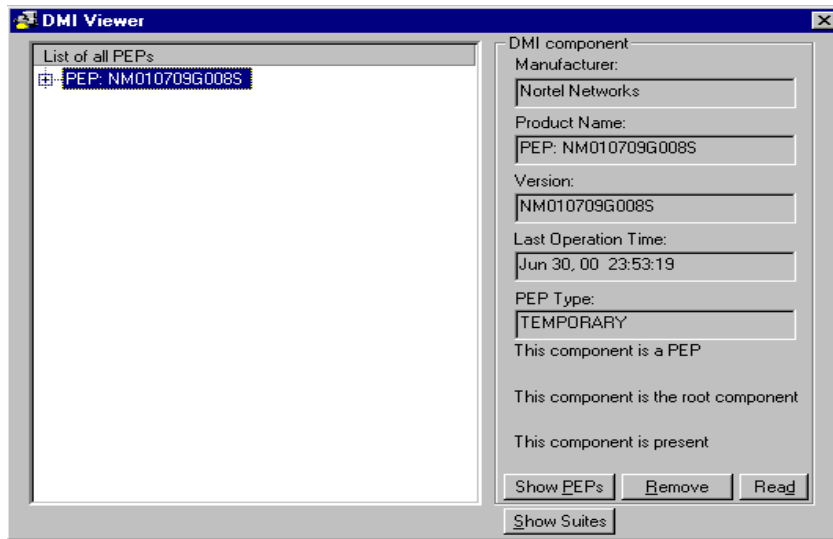 DMI Viewer
List of all PEPs
PEP: NM010709G008S
DMI component
Manufacturer:
Nortel Networks
Product Name:
PEP: NM010709G008S
Version:
NM010709G008S
Last Operation Time:
Jun 30, 00 23:53:19
PEP Type:
TEMPORARY
This component is a PEP
This component is the root component
This component is present
Show PEPs Remove Read
Show Suites